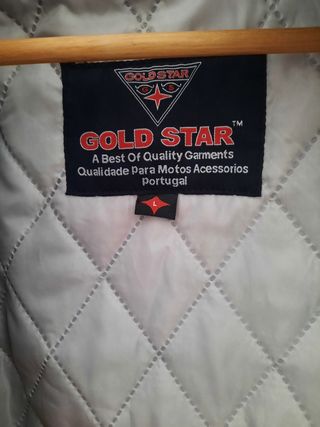 GOLD STAR
G S
GOLD STAR™
A Best Of Quality Garments
Qualidade para Motos Acessorios
Portugal
L